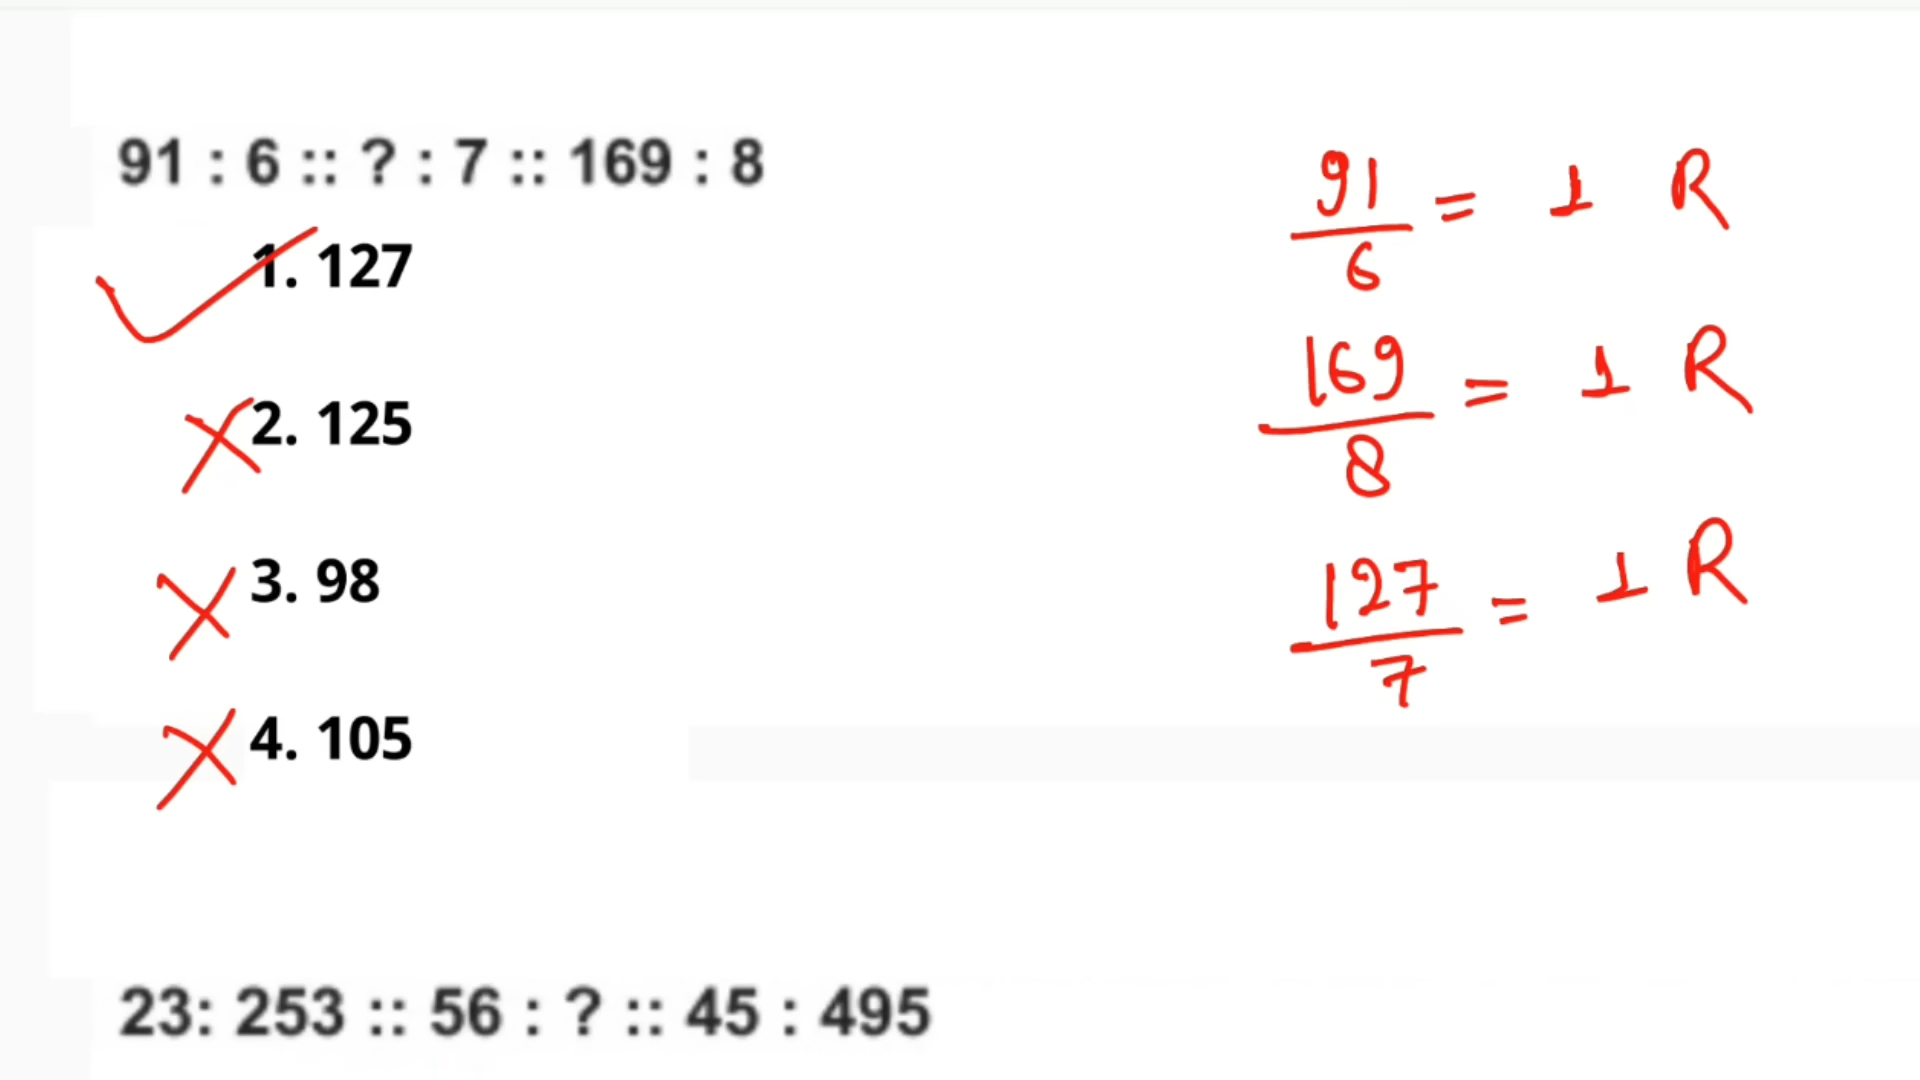 91 : 6 :: ? : 7 :: 169 : 8
1. 127
2. 125
3. 98
4. 105
91/6 = 1 R
169/8 = 1 R
127/7 = 1 R
23: 253 :: 56 : ? :: 45 : 495